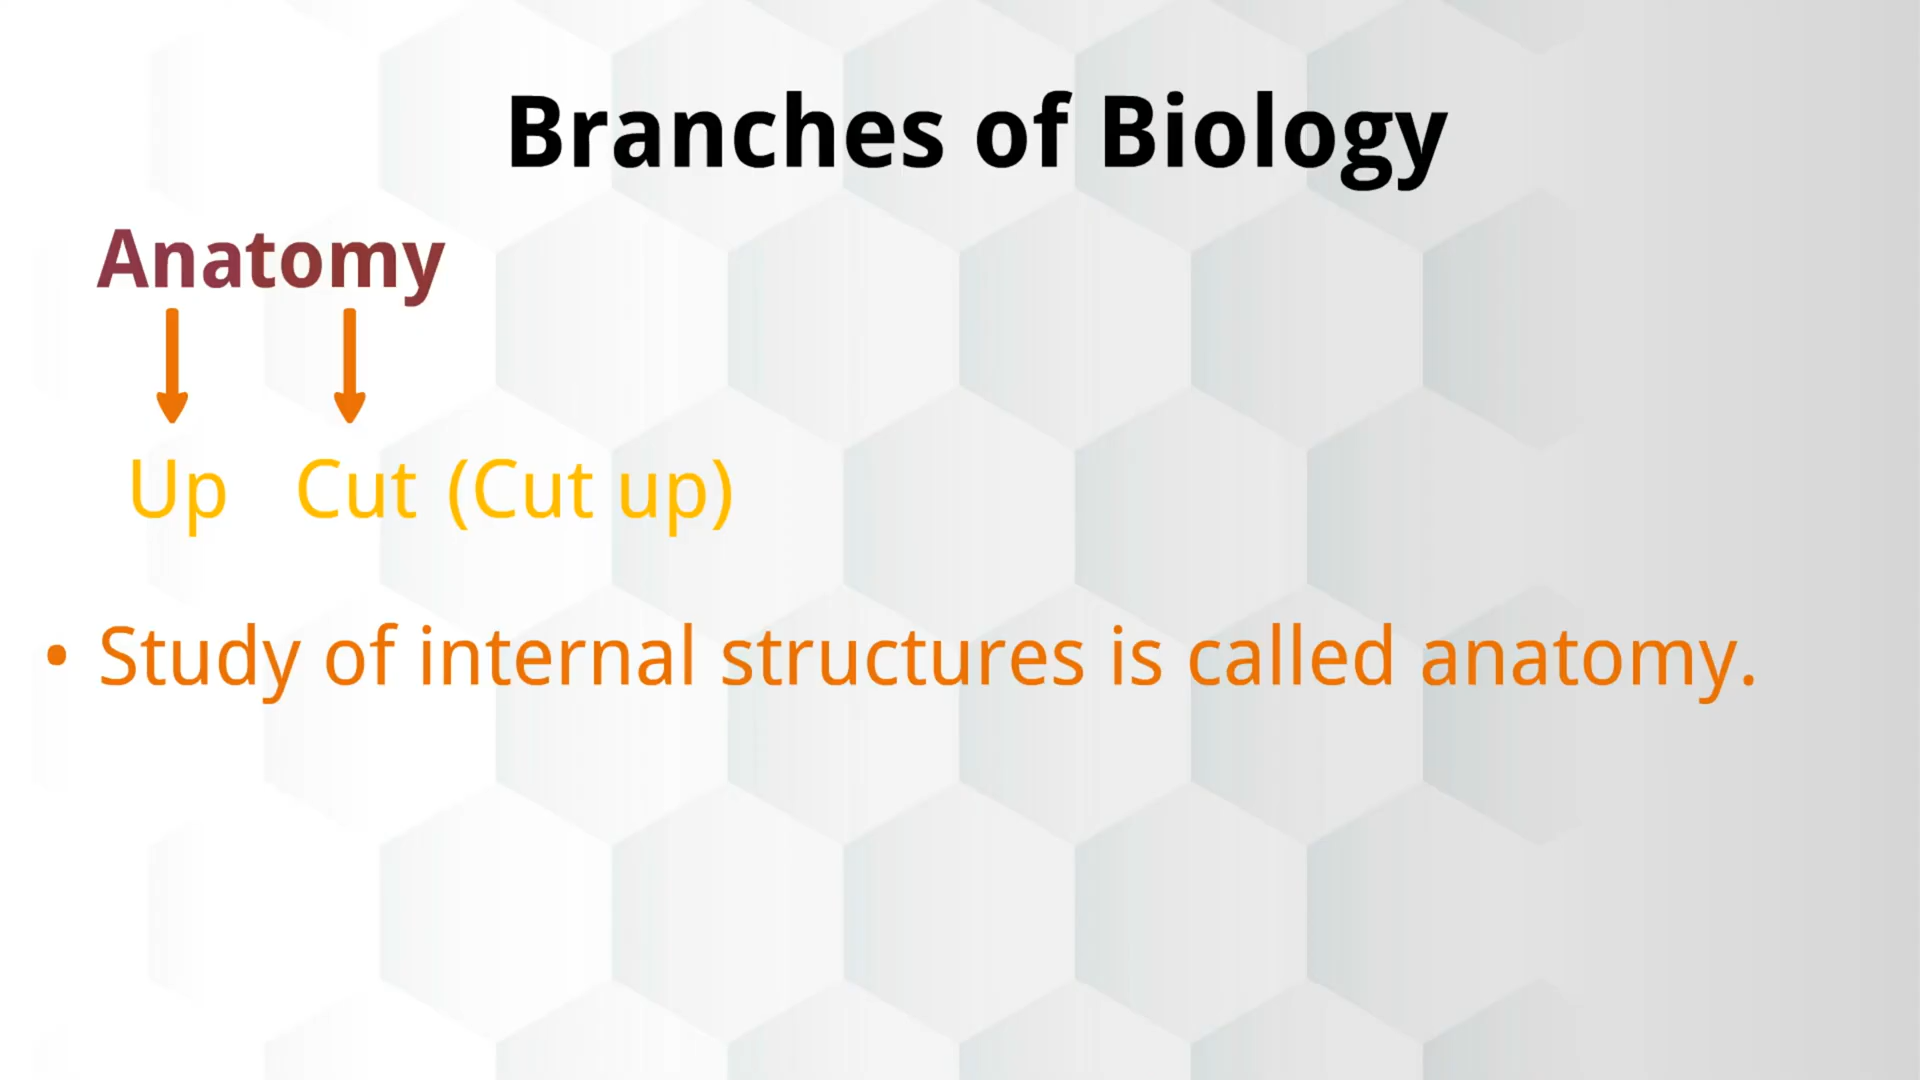 Branches of Biology
Anatomy
Up Cut (Cut up)
• Study of internal structures is called anatomy.